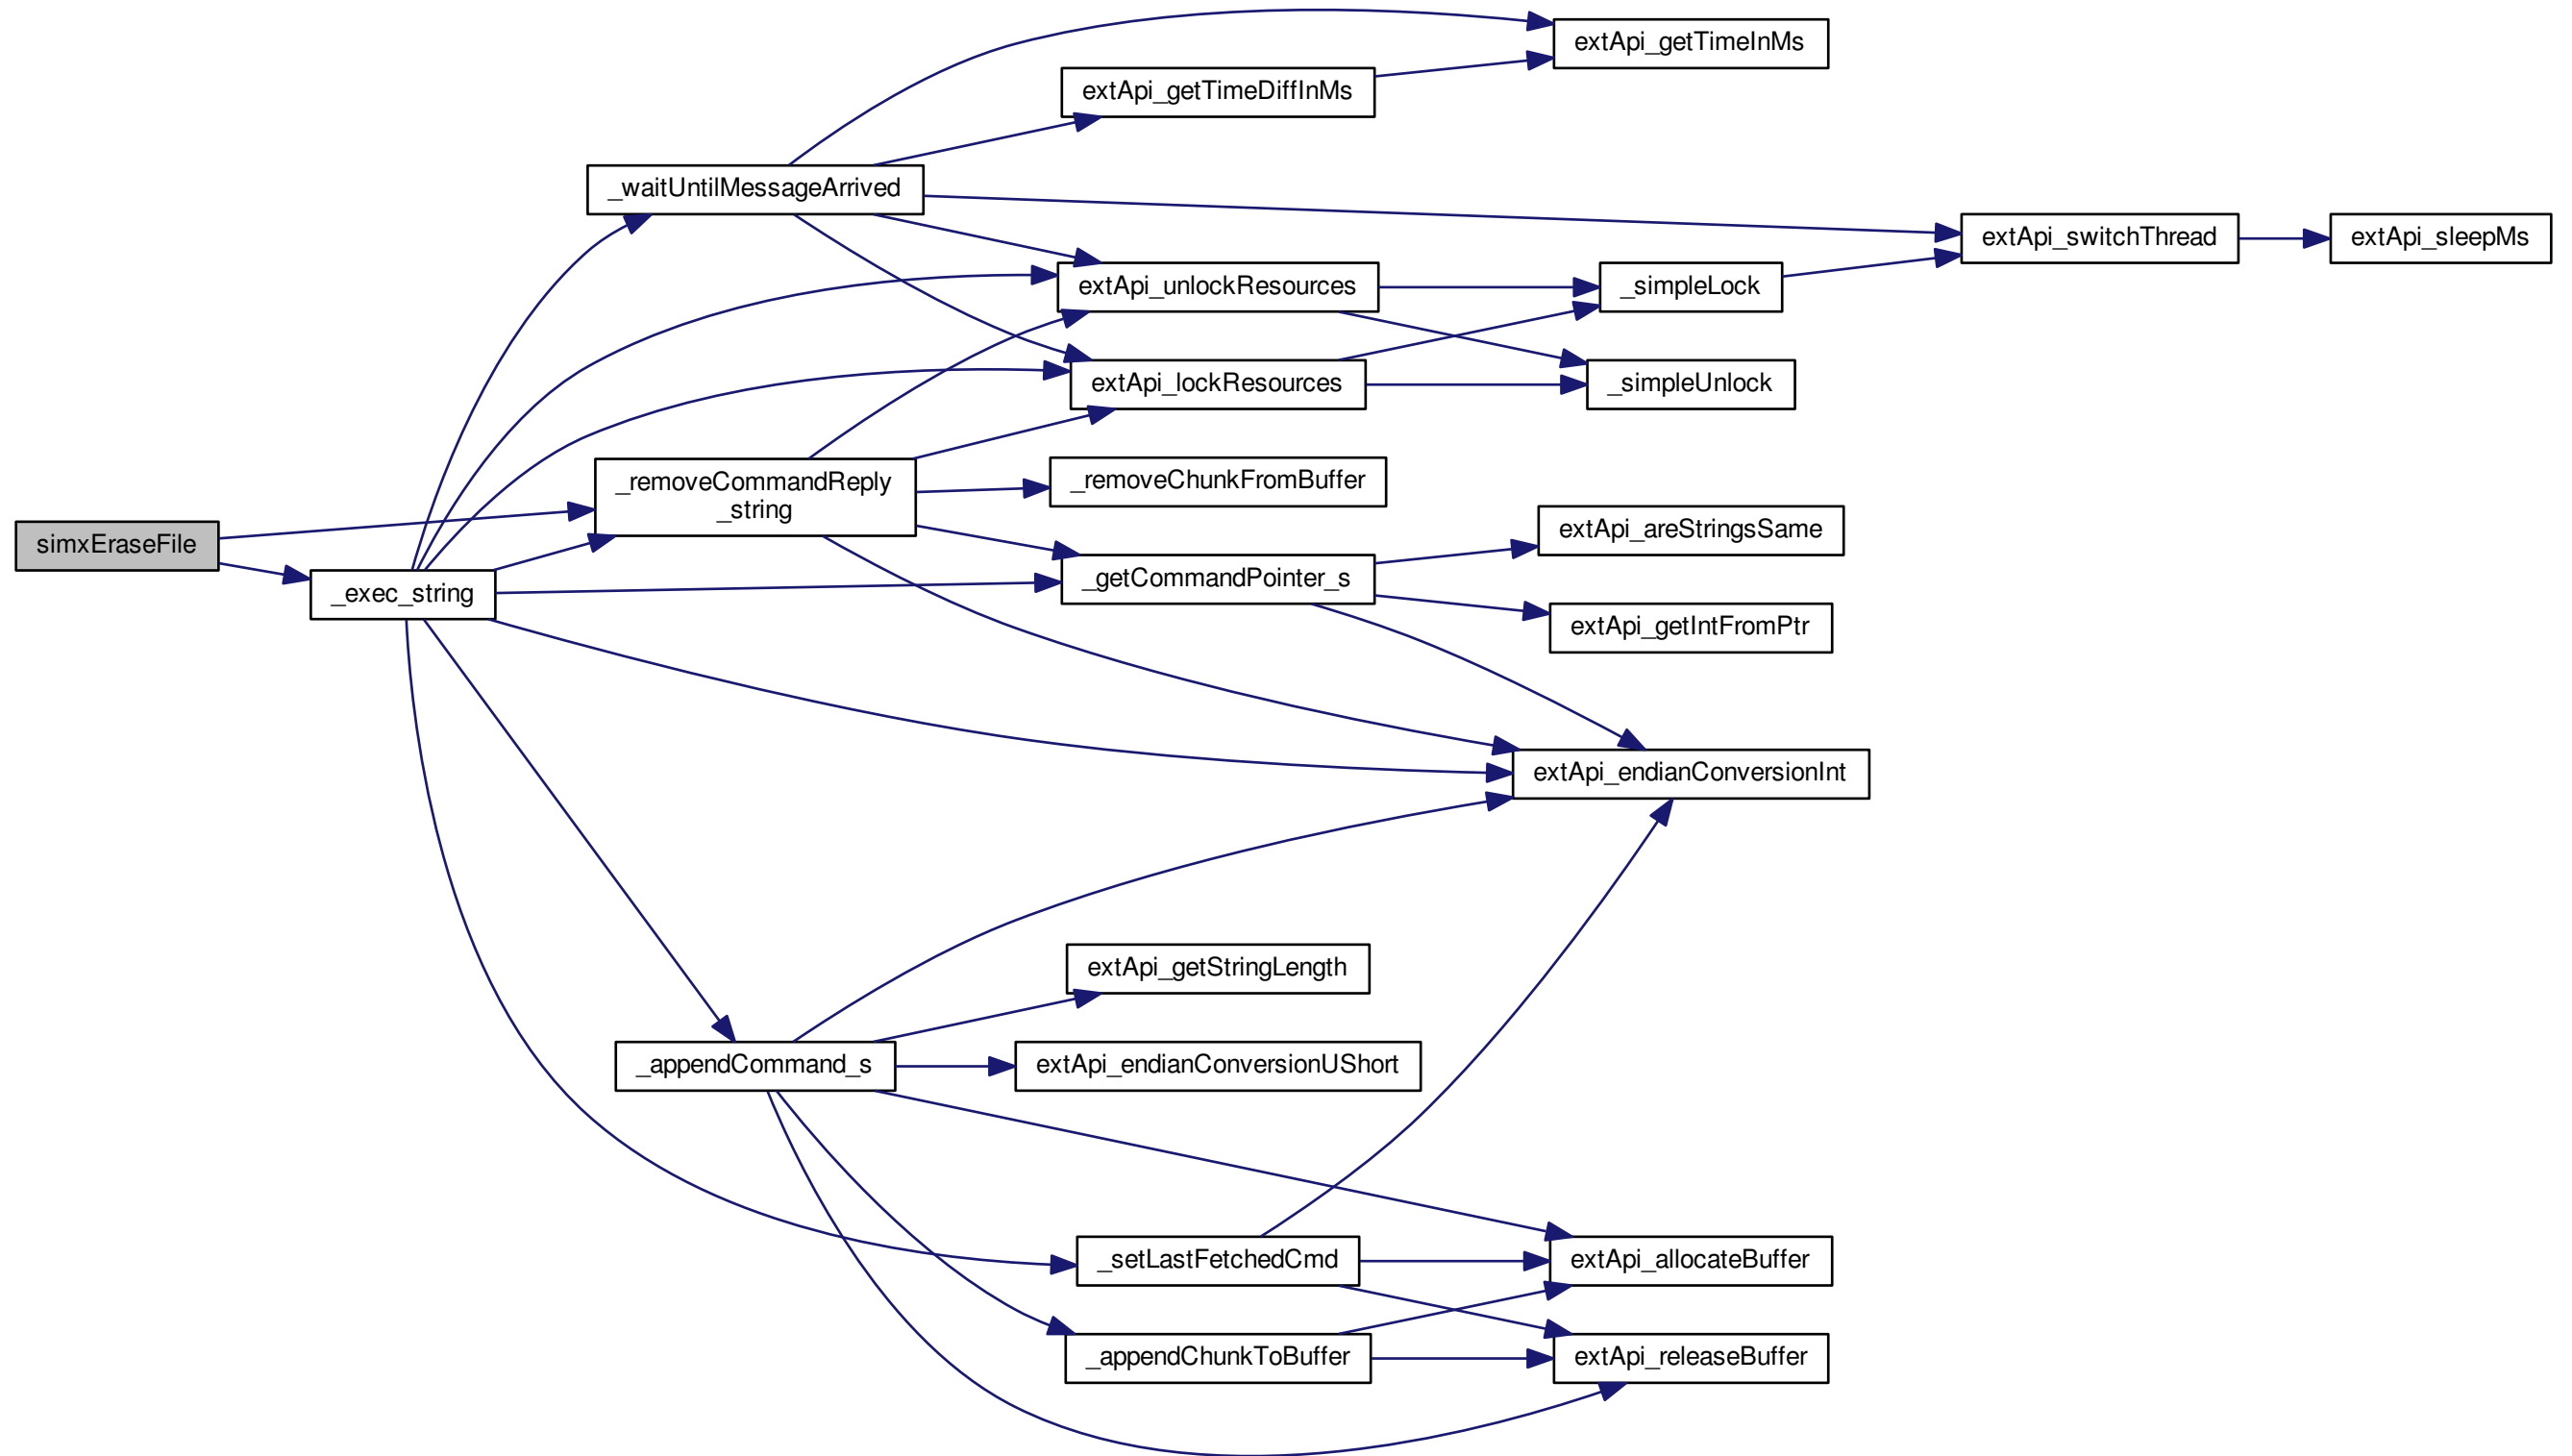 extApi_getTimeInMs
extApi_getTimeDiffInMs
_waitUntilMessageArrived
extApi_switchThread
extApi_sleepMs
extApi_unlockResources
_simpleLock
extApi_lockResources
_simpleUnlock
_removeCommandReply
_string
_removeChunkFromBuffer
extApi_areStringsSame
simxEraseFile
_exec_string
_getCommandPointer_s
extApi_getIntFromPtr
extApi_endianConversionInt
extApi_getStringLength
_appendCommand_s
extApi_endianConversionUShort
_setLastFetchedCmd
extApi_allocateBuffer
_appendChunkToBuffer
extApi_releaseBuffer